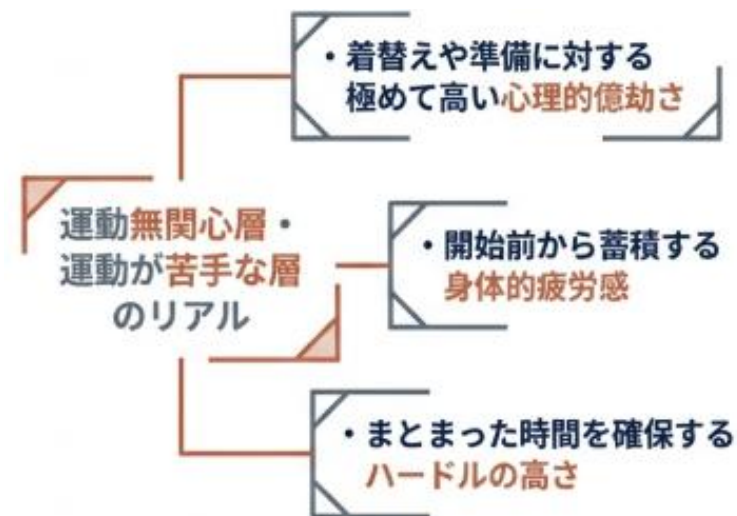 ・着替えや準備に対する
極めて高い心理的億劫さ
運動無関心層・
運動が苦手な層
のリアル
・開始前から蓄積する
身体的疲労感
・まとまった時間を確保する
ハードルの高さ